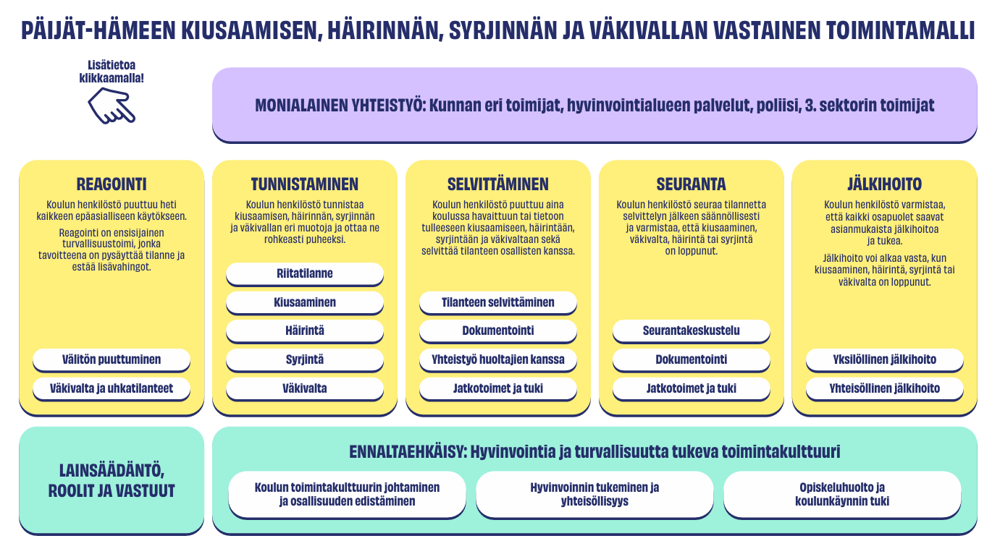 PÄIJÄT-HÄMEEN KIUSAAMISEN, HÄIRINNÄN, SYRJINNÄN JA VÄKIVALLAN VASTAINEN TOIMINTAMALLI
Lisätietoa
klikkaamalla!
MONIALAINEN YHTEISTYÖ: Kunnan eri toimijat, hyvinvointialueen palvelut, poliisi, 3. sektorin toimijat
REAGOINTI
Koulun henkilöstö puuttuu heti
kaikkeen epäasialliseen käytökseen.
Reagointi on ensisijainen
turvallisuustoimi, jonka
tavoitteena on pysäyttää tilanne ja
estää lisävahingot.
Välitön puuttuminen
Väkivalta ja uhkatilanteet
TUNNISTAMINEN
Koulun henkilöstö tunnistaa
kiusaamisen, häirinnän, syrjinnän
ja väkivallan eri muotoja ja ottaa ne
rohkeasti puheeksi.
Riitatilanne
Kiusaaminen
Häirintä
Syrjintä
Väkivalta
SELVITTÄMINEN
Koulun henkilöstö puuttuu aina
koulussa havaittuun tai tietoon
tulleeseen kiusaamiseen, häirintään,
syrjintään ja väkivaltaan sekä
selvittää tilanteen osallisten kanssa.
Tilanteen selvittäminen
Dokumentointi
Yhteistyö huoltajien kanssa
Jatkotoimet ja tuki
SEURANTA
Koulun henkilöstö seuraa tilannetta
selvittelyn jälkeen säännöllisesti
ja varmistaa, että kiusaaminen,
väkivalta, häirintä tai syrjintä
on loppunut.
Seurantakeskustelu
Dokumentointi
Jatkotoimet ja tuki
JÄLKIHOITO
Koulun henkilöstö varmistaa,
että kaikki osapuolet saavat
asianmukaista jälkihoitoa
ja tukea.
Jälkihoito voi alkaa vasta, kun
kiusaaminen, häirintä, syrjintä tai
väkivalta on loppunut.
Yksilöllinen jälkihoito
Yhteisöllinen jälkihoito
LAINSÄÄDÄNTÖ,
ROOLIT JA VASTUUT
ENNALTAEHKÄISY: Hyvinvointia ja turvallisuutta tukeva toimintakulttuuri
Koulun toimintakulttuurin johtaminen
ja osallisuuden edistäminen
Hyvinvoinnin tukeminen ja
yhteisöllisyys
Opiskeluhuolto ja
koulunkäynnin tuki